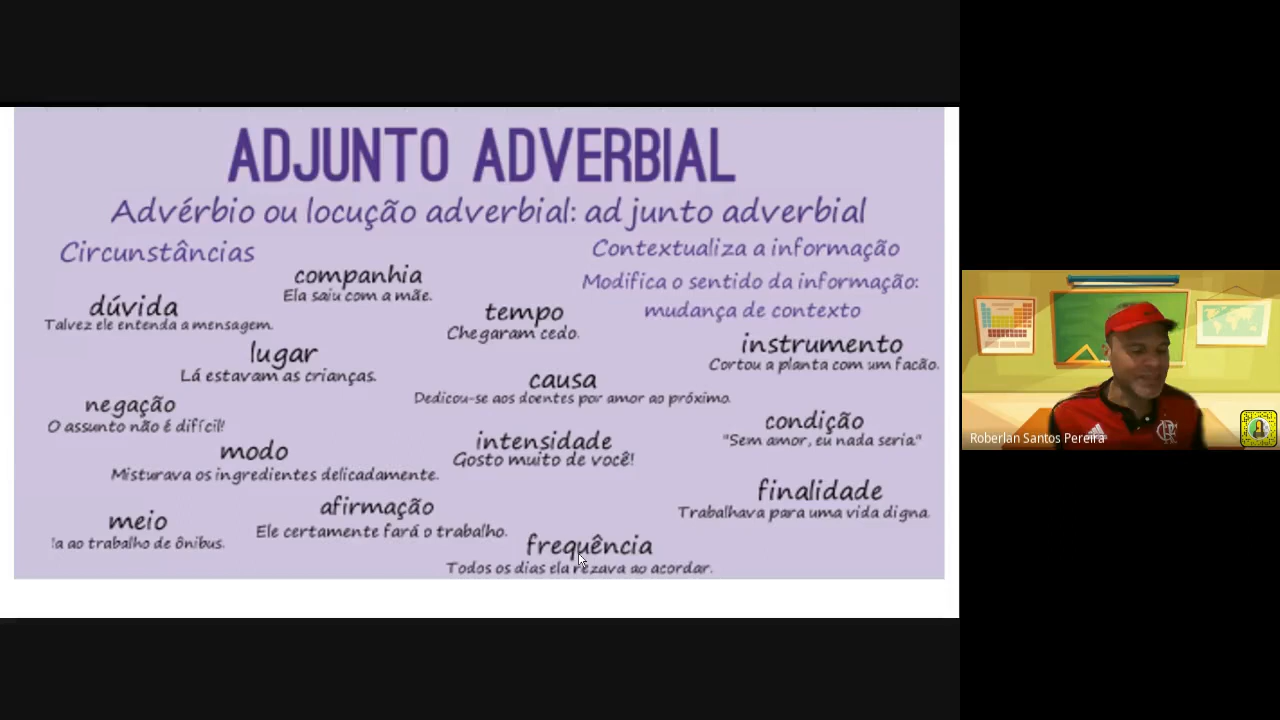 ADJUNTO ADVERBIAL
Advérbio ou locução adverbial: adjunto adverbial
Circunstâncias
Contextualiza a informação
Modifica o sentido da informação:
mudança de contexto
companhia
Ela saiu com a mãe.
dúvida
Talvez ele entenda a mensagem.
tempo
Chegaram cedo.
instrumento
Cortou a planta com um facão.
lugar
Lá estavam as crianças.
causa
Dedicou-se aos doentes por amor ao próximo.
negação
O assunto não é difícil!
condição
"Sem amor, eu nada seria"
intensidade
Gosto muito de você!
modo
Misturava os ingredientes delicadamente.
finalidade
Trabalhava para uma vida digna.
afirmação
Ele certamente fará o trabalho.
meio
Ia ao trabalho de ônibus.
frequência
Todos os dias ela rezava ao acordar.
Roberlan Santos Pereira